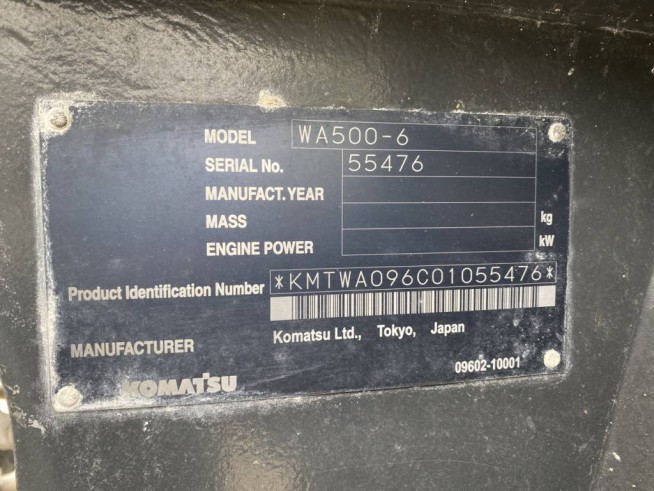 MODEL WA500-6
SERIAL No. 55476
MANUFACT. YEAR
MASS kg
ENGINE POWER kW
Product Identification Number *KMTWA096C01055476*
MANUFACTURER Komatsu Ltd., Tokyo, Japan
KOMATSU 09602-10001